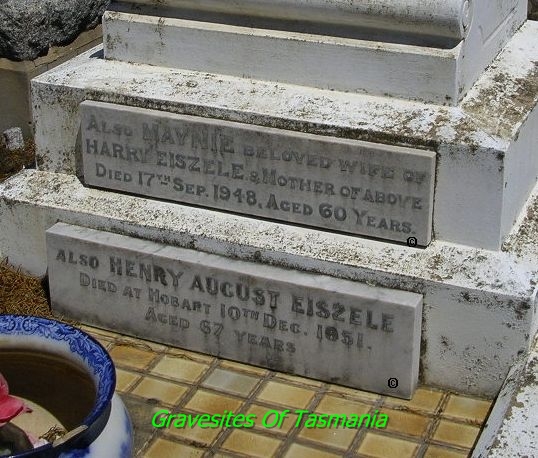 ALSO MAYNIE BELOVED WIFE OF
HARRY EISZELE & MOTHER OF ABOVE
DIED 17TH SEP. 1948. AGED 60 YEARS.
©
ALSO HENRY AUGUST EISZELE
DIED AT HOBART 10TH DEC. 1951.
AGED 67 YEARS
©
Gravesites Of Tasmania